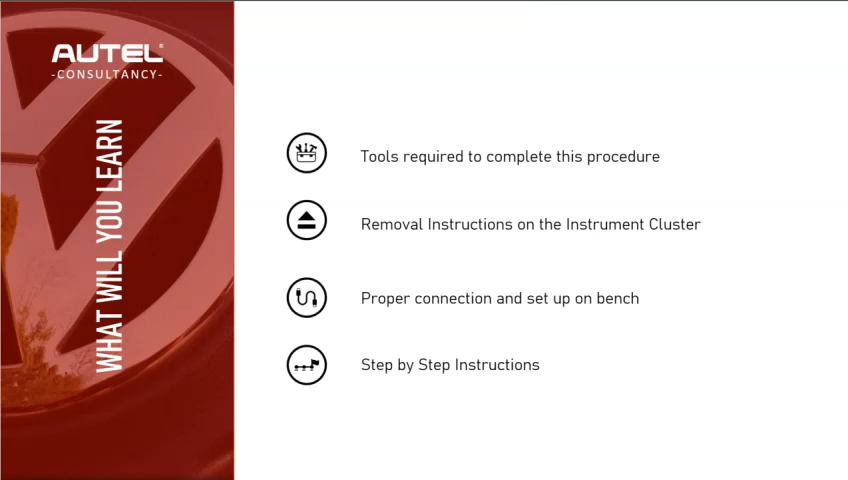 AUTEL®
-CONSULTANCY-
WHAT WILL YOU LEARN
Tools required to complete this procedure
Removal Instructions on the Instrument Cluster
Proper connection and set up on bench
Step by Step Instructions